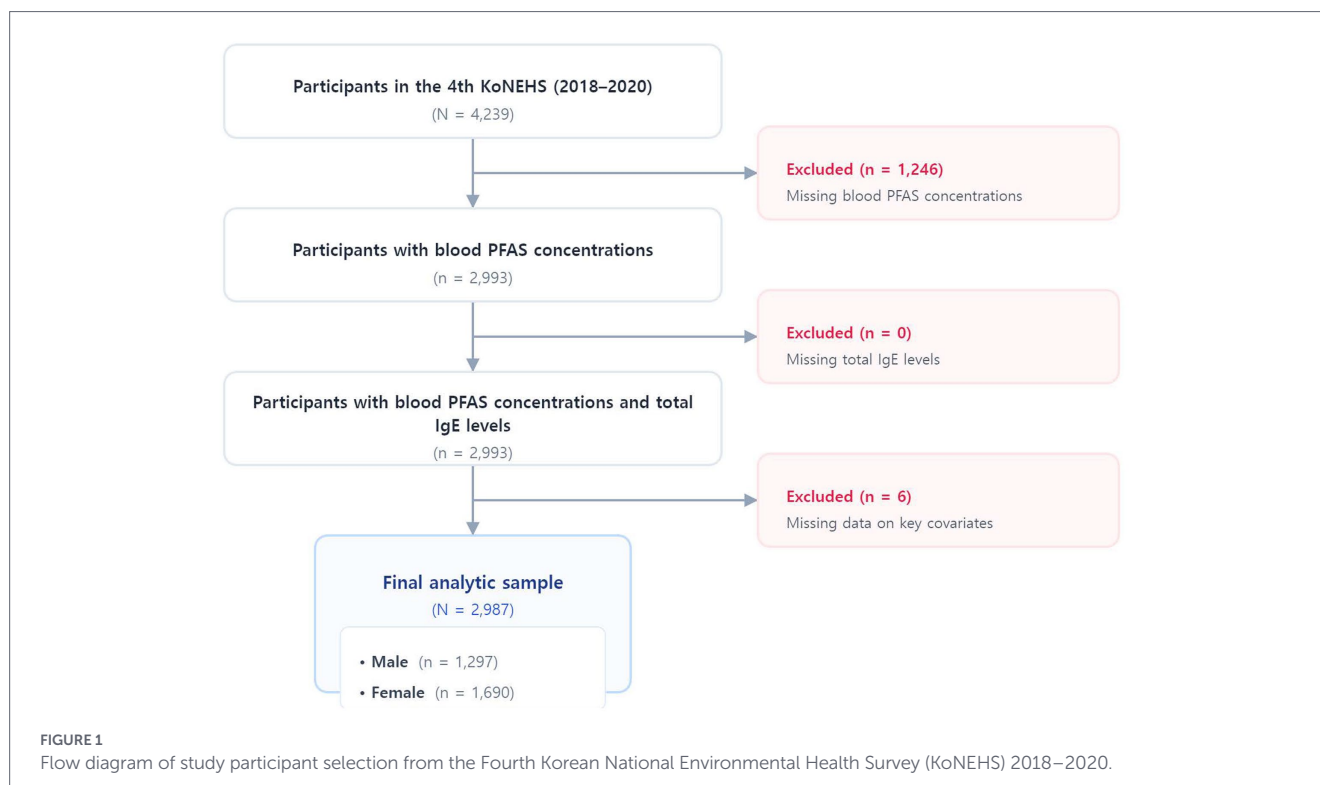 Participants in the 4th KoNEHS (2018–2020)
(N = 4,239)
Excluded (n = 1,246)
Missing blood PFAS concentrations
Participants with blood PFAS concentrations
(n = 2,993)
Excluded (n = 0)
Missing total IgE levels
Participants with blood PFAS concentrations and total
IgE levels
(n = 2,993)
Excluded (n = 6)
Missing data on key covariates
Final analytic sample
(N = 2,987)
• Male (n = 1,297)
• Female (n = 1,690)
FIGURE 1
Flow diagram of study participant selection from the Fourth Korean National Environmental Health Survey (KoNEHS) 2018–2020.